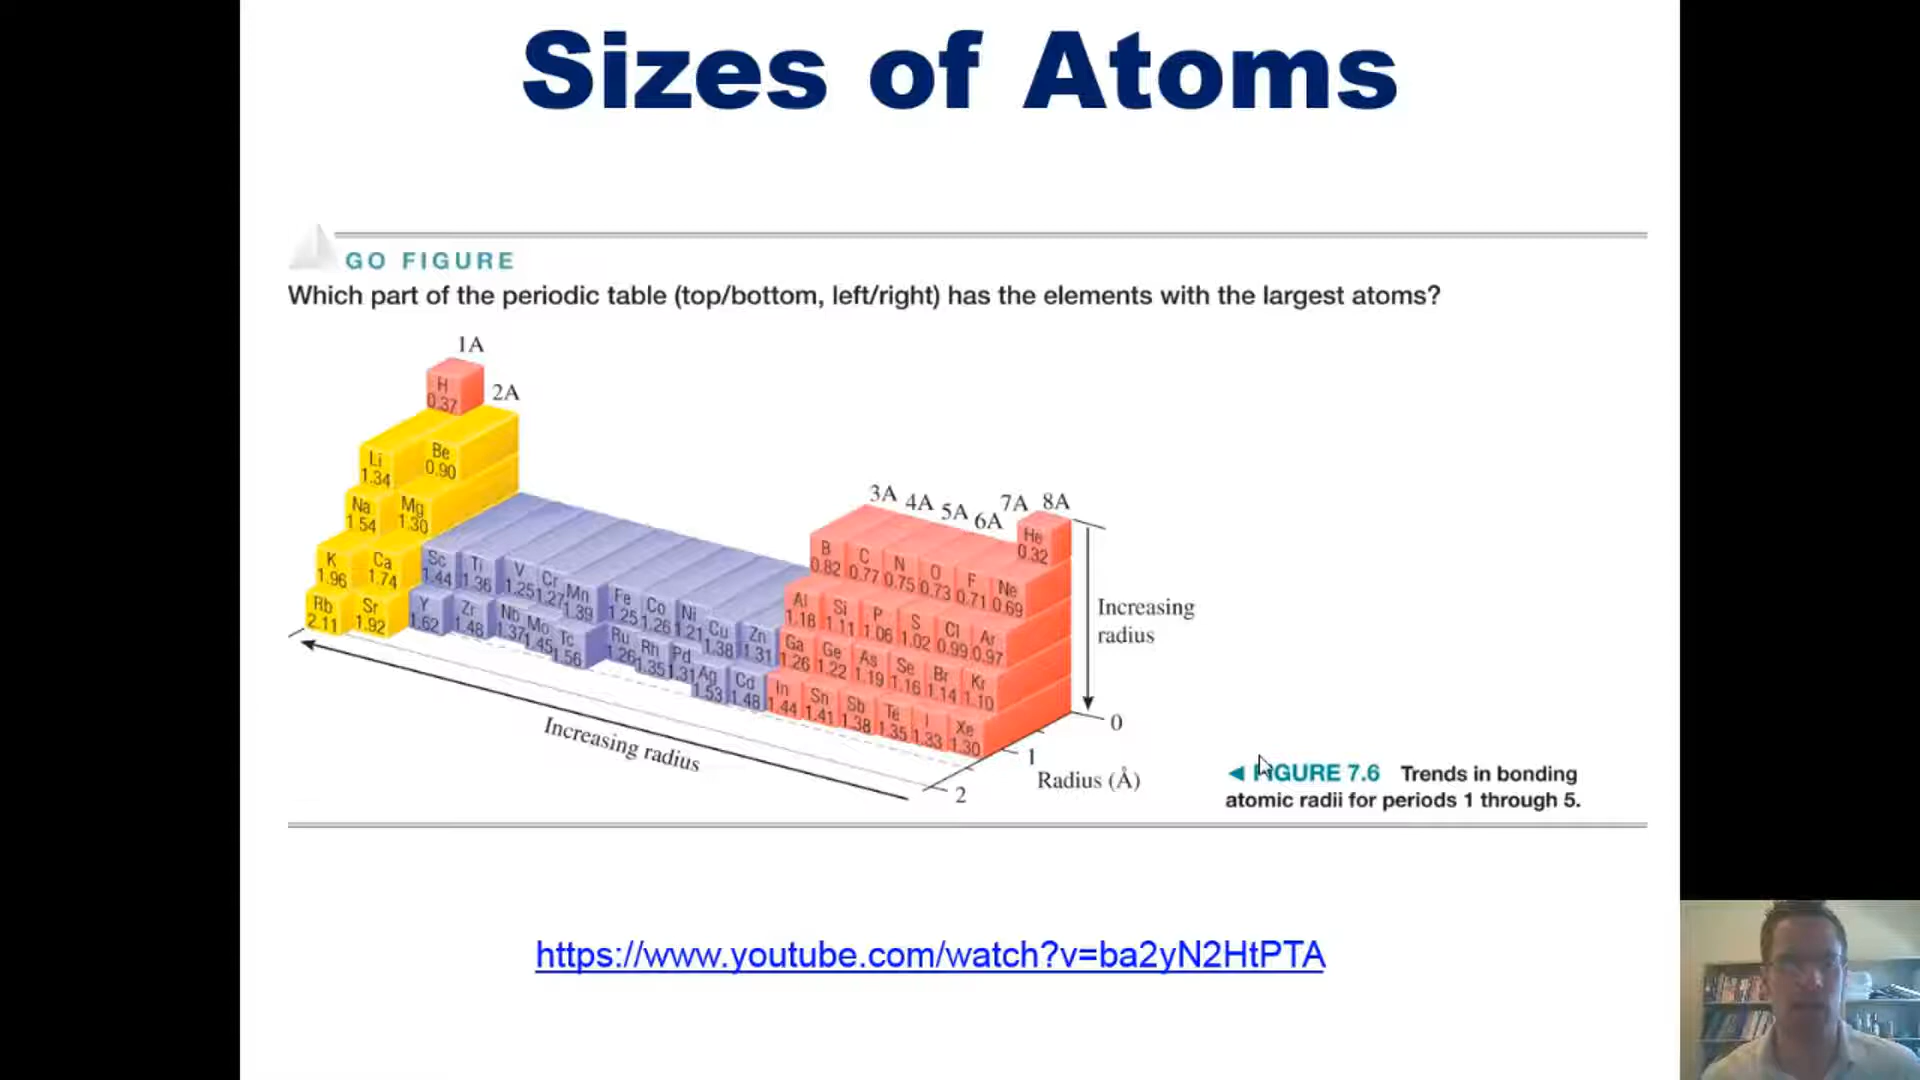 Sizes of Atoms
GO FIGURE
Which part of the periodic table (top/bottom, left/right) has the elements with the largest atoms?
1A
2A
H
0.37
Li
1.34
Be
0.90
Na
1.54
Mg
1.30
K
1.96
Ca
1.74
Rb
2.11
Sr
1.92
Sc
1.44
Ti
1.36
V
1.25
Cr
1.27
Mn
1.39
Fe
1.25
Co
1.26
Ni
1.21
Cu
1.38
Zn
1.31
Y
1.62
Zr
1.48
Nb
1.37
Mo
1.45
Tc
1.56
Ru
1.26
Rh
1.35
Pd
1.31
Ag
1.53
Cd
1.48
3A 4A 5A 6A 7A 8A
He
0.32
B
0.82
C
0.77
N
0.75
O
0.73
F
0.71
Ne
0.69
Al
1.18
Si
1.11
P
1.06
S
1.02
Cl
0.99
Ar
0.97
Ga
1.26
Ge
1.22
As
1.19
Se
1.16
Br
1.14
Kr
1.10
In
1.44
Sn
1.41
Sb
1.38
Te
1.35
I
1.33
Xe
1.30
Increasing
radius
Increasing radius
0
1
2
Radius (Å)
◄ FIGURE 7.6 Trends in bonding
atomic radii for periods 1 through 5.
https://www.youtube.com/watch?v=ba2yN2HtPTA